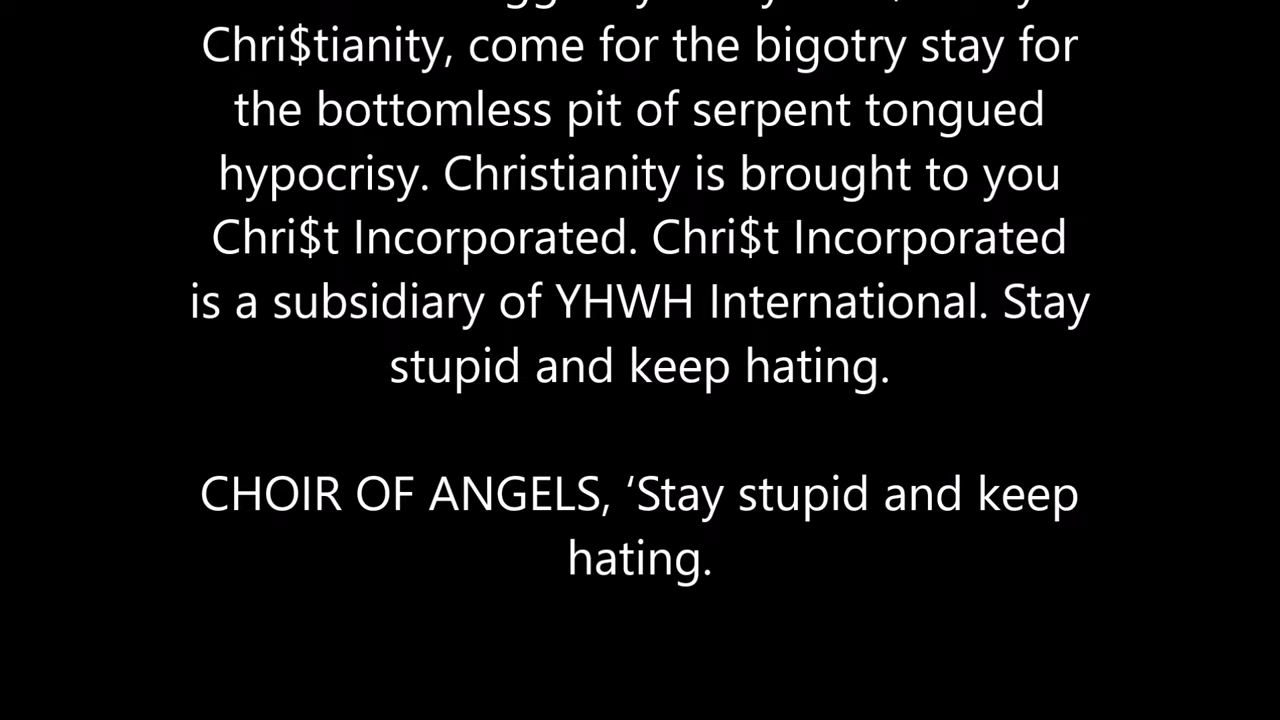 Chri$tianity, come for the bigotry stay for
the bottomless pit of serpent tongued
hypocrisy. Christianity is brought to you
Chri$t Incorporated. Chri$t Incorporated
is a subsidiary of YHWH International. Stay
stupid and keep hating.
CHOIR OF ANGELS, ‘Stay stupid and keep
hating.